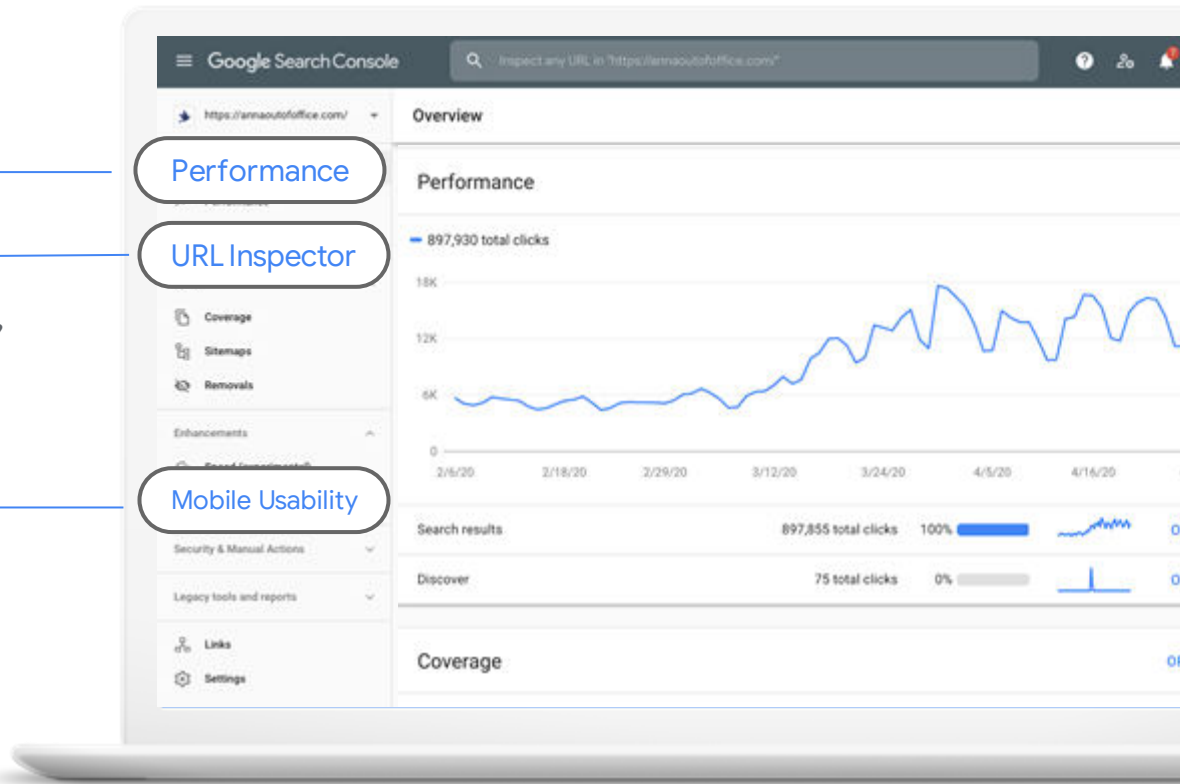 Google Search Console
Inspect any URL in "https://annaoutofoffice.com/"
https://annaoutofoffice.com/
Overview
Performance
URL Inspector
Coverage
Sitemaps
Removals
Enhancements
Speed (experimental)
Mobile Usability
Security & Manual Actions
Legacy tools and reports
Links
Settings
Performance
897,930 total clicks
18K
12K
6K
0
2/6/20 2/18/20 2/29/20 3/12/20 3/24/20 4/5/20 4/16/20
Search results 897,855 total clicks 100%
Discover 75 total clicks 0%
Coverage